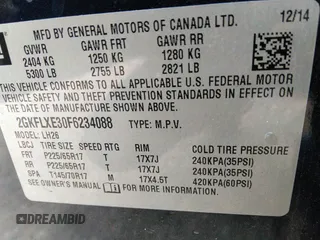 MFD BY GENERAL MOTORS OF CANADA LTD. 12/14
GVWR GAWR FRT GAWR RR
2404 KG 1250 KG 1280 KG
5300 LB 2755 LB 2821 LB
THIS VEHICLE CONFORMS TO ALL APPLICABLE U.S. FEDERAL MOTOR
VEHICLE SAFETY STANDARDS IN EFFECT ON THE
DATE OF MANUFACTURE SHOWN ABOVE.
2GKFLXE30F6234088 TYPE: M.P.V.
MODEL: LH26
LBCJ TIRE SIZE SPEED RTG RIM COLD TIRE PRESSURE
FRT P225/65R17 T 17X7J 240KPA(35PSI)
RR P225/65R17 T 17X7J 240KPA(35PSI)
SPA T145/70R17 M 17X4.5T 420KPA(60PSI)
SEE OWNER'S MANUAL FOR ADDITIONAL INFORMATION.
DREAMBID